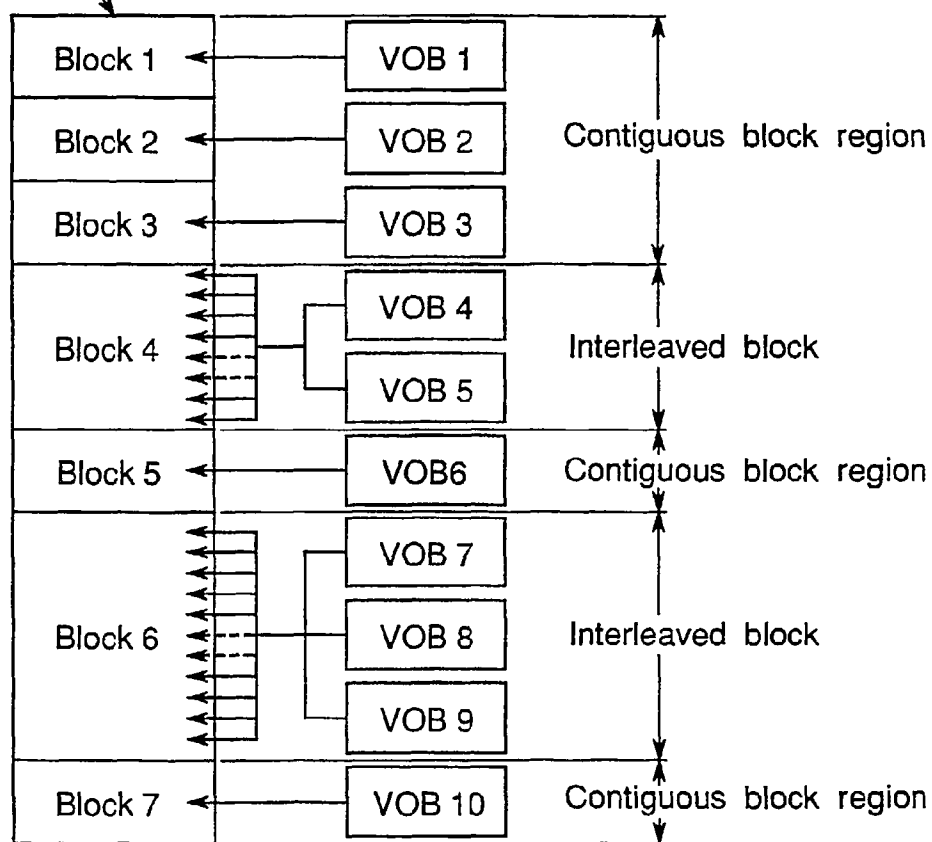 Block 1
VOB 1
Block 2
VOB 2
Contiguous block region
Block 3
VOB 3
VOB 4
Block 4
Interleaved block
VOB 5
Block 5
VOB6
Contiguous block region
VOB 7
Block 6
VOB 8
Interleaved block
VOB 9
Block 7
VOB 10
Contiguous block region